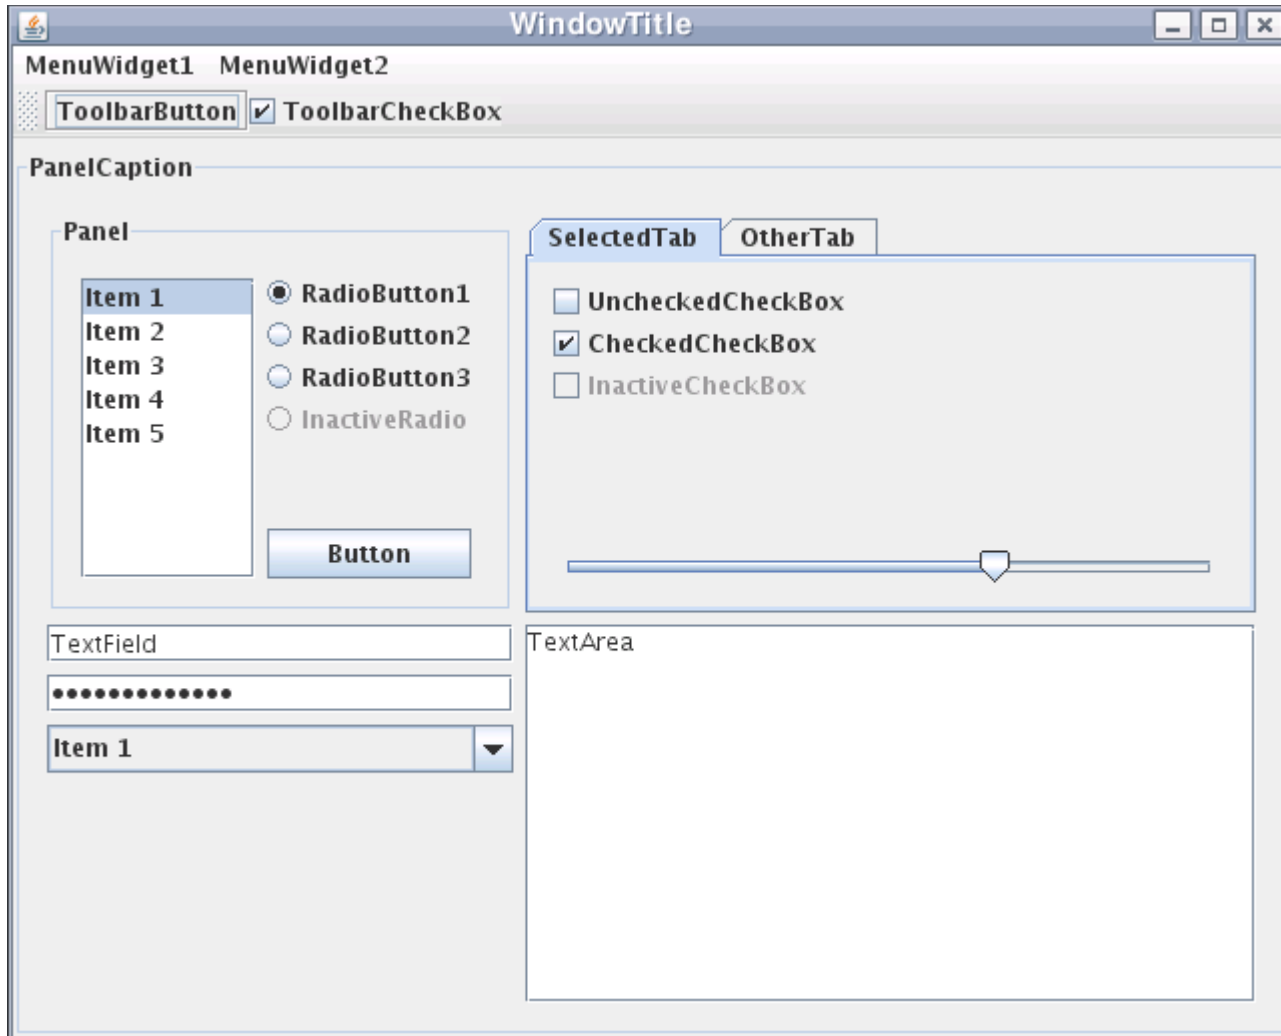 WindowTitle
MenuWidget1 MenuWidget2
ToolbarButton ToolbarCheckBox
PanelCaption
Panel
Item 1
Item 2
Item 3
Item 4
Item 5
RadioButton1
RadioButton2
RadioButton3
InactiveRadio
Button
SelectedTab OtherTab
UncheckedCheckBox
CheckedCheckBox
InactiveCheckBox
TextField
•••••••••••••
Item 1
TextArea